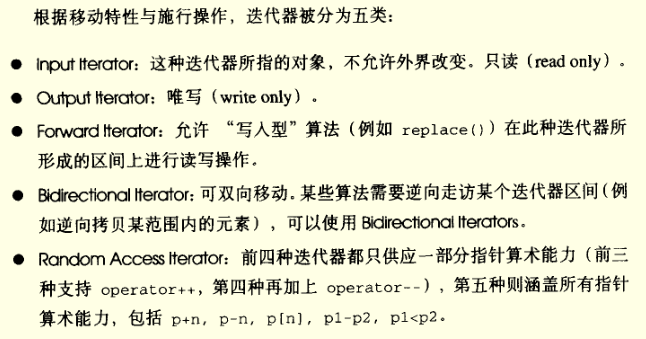 根据移动特性与施行操作，迭代器被分为五类：
● Input Iterator：这种迭代器所指的对象，不允许外界改变。只读（read only）。
● Output Iterator：唯写（write only）。
● Forward Iterator：允许 “写入型” 算法（例如 replace()）在此种迭代器所
形成的区间上进行读写操作。
● Bidirectional Iterator：可双向移动。某些算法需要逆向走访某个迭代器区间（例
如逆向拷贝某范围内的元素），可以使用 Bidirectional Iterators。
● Random Access Iterator：前四种迭代器都只供应一部分指针算术能力（前三
种支持 operator++，第四种再加上 operator--），第五种则涵盖所有指针
算术能力，包括 p+n, p-n, p[n], p1-p2, p1<p2。